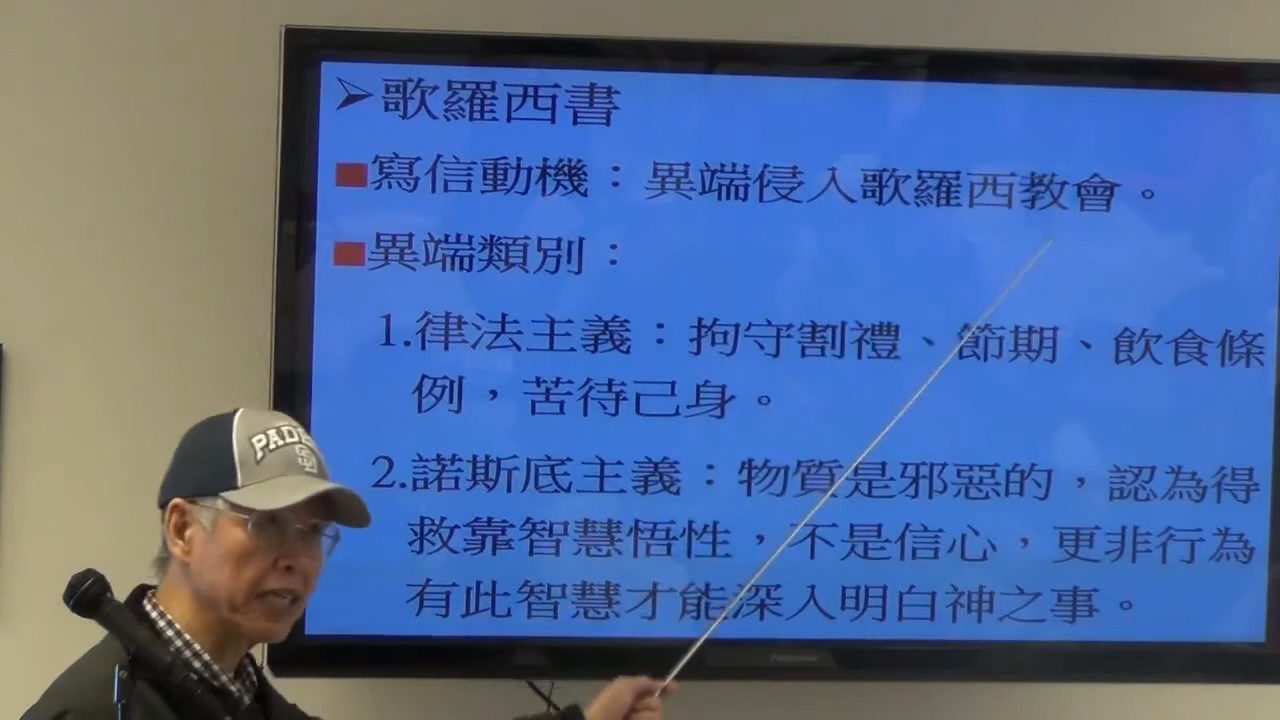 ➢歌羅西書
■寫信動機：異端侵入歌羅西教會。
■異端類別：
1.律法主義：拘守割禮、節期、飲食條
例，苦待己身。
2.諾斯底主義：物質是邪惡的，認為得
救靠智慧悟性，不是信心，更非行為
有此智慧才能深入明白神之事。
Panasonic
SD